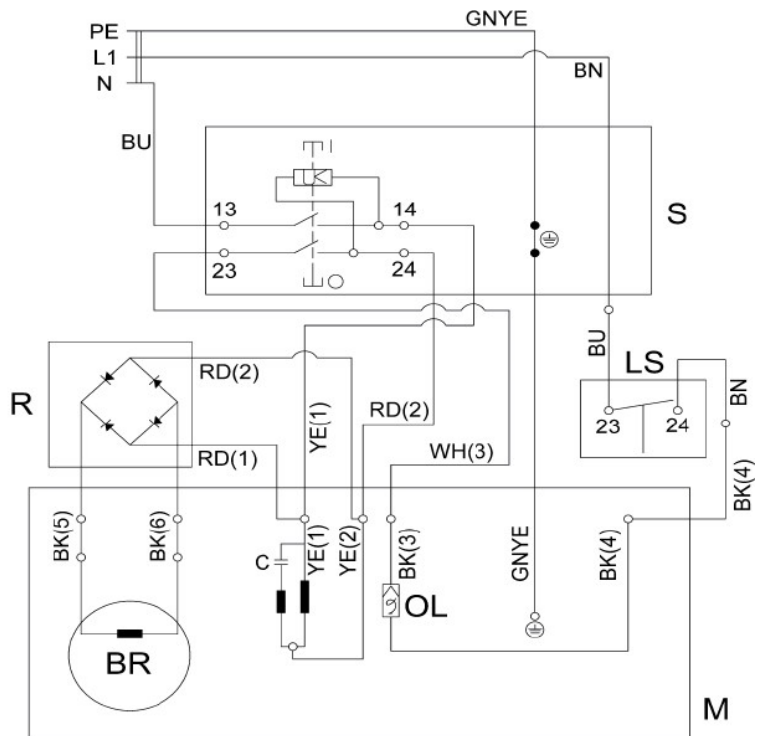 GNYE
PE
L1
N
BN
BU
I
U<
13
14
S
23
24
O
BU
LS
BN
RD(2)
R
RD(2)
YE(1)
23
24
RD(1)
WH(3)
BK(4)
BK(5)
BK(6)
YE(1)
YE(2)
BK(3)
GNYE
BK(4)
C
OL
BR
M